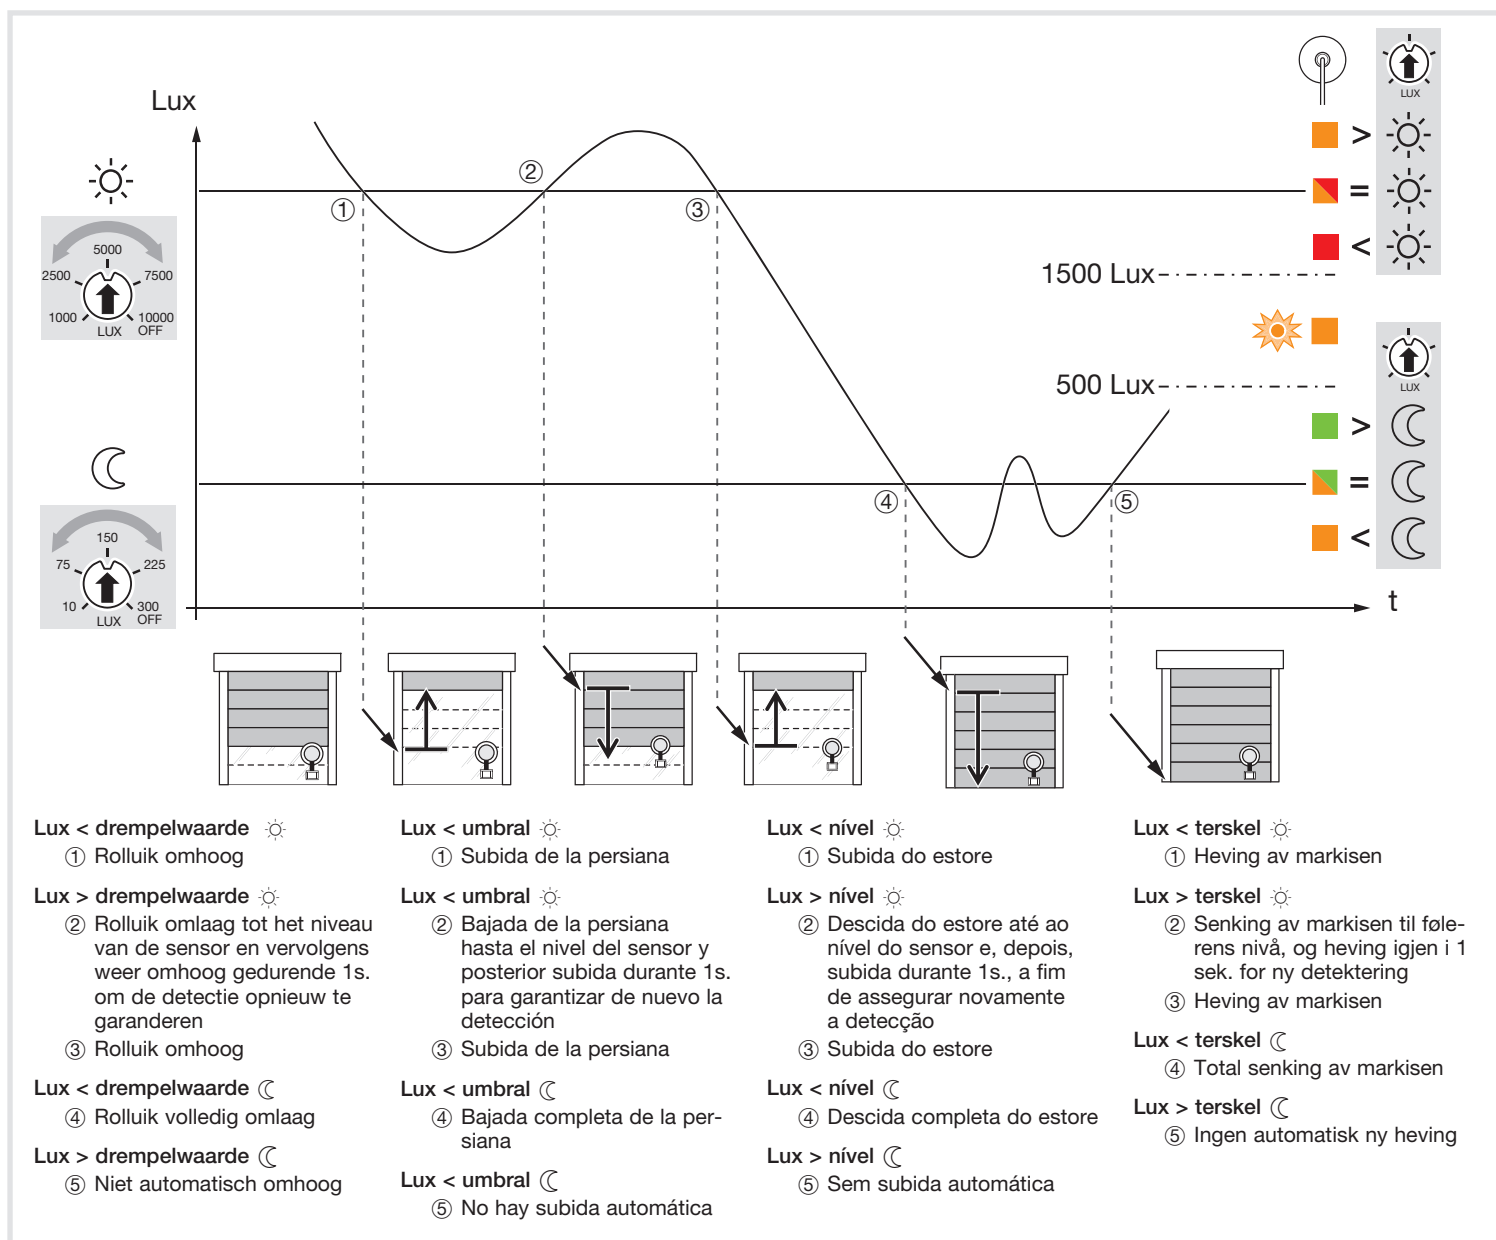 Lux
LUX
②
>
①
③
=
<
5000
2500
7500
1500 Lux
1000
10000
LUX
OFF
500 Lux
LUX
>
④
⑤
=
<
150
75
225
10
300
LUX
OFF
t
Lux < drempelwaarde
① Rolluik omhoog
Lux > drempelwaarde
② Rolluik omlaag tot het niveau
van de sensor en vervolgens
weer omhoog gedurende 1s.
om de detectie opnieuw te
garanderen
③ Rolluik omhoog
Lux < drempelwaarde
④ Rolluik volledig omlaag
Lux > drempelwaarde
⑤ Niet automatisch omhoog
Lux < umbral
① Subida de la persiana
Lux < umbral
② Bajada de la persiana
hasta el nivel del sensor y
posterior subida durante 1s.
para garantizar de nuevo la
detección
③ Subida de la persiana
Lux < umbral
④ Bajada completa de la per-
siana
Lux < umbral
⑤ No hay subida automática
Lux < nível
① Subida do estore
Lux > nível
② Descida do estore até ao
nível do sensor e, depois,
subida durante 1s., a fim
de assegurar novamente
a detecção
③ Subida do estore
Lux < nível
④ Descida completa do estore
Lux > nível
⑤ Sem subida automática
Lux < terskel
① Heving av markisen
Lux > terskel
② Senking av markisen til føle-
rens nivå, og heving igjen i 1
sek. for ny detektering
③ Heving av markisen
Lux < terskel
④ Total senking av markisen
Lux > terskel
⑤ Ingen automatisk ny heving